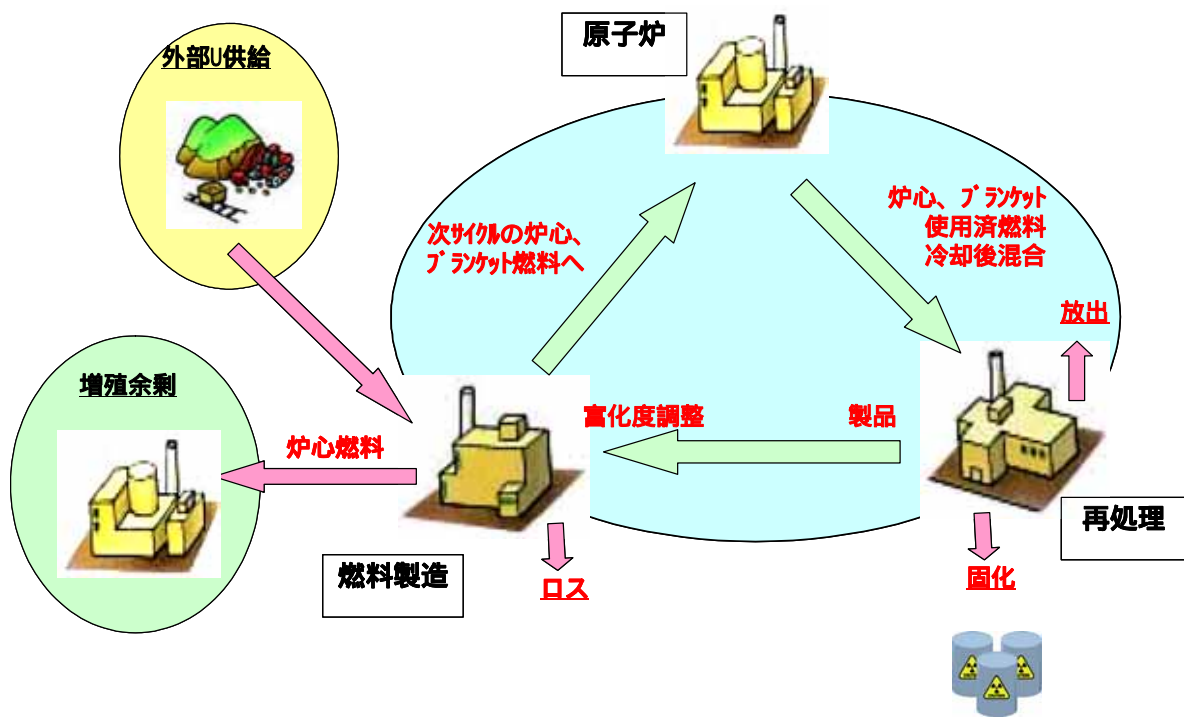 原子炉
外部U供給
炉心、ブランケット
使用済燃料
冷却後混合
次サイクルの炉心、
ブランケット燃料へ
放出
増殖余剰
富化度調整
製品
炉心燃料
再処理
燃料製造
ロス
固化